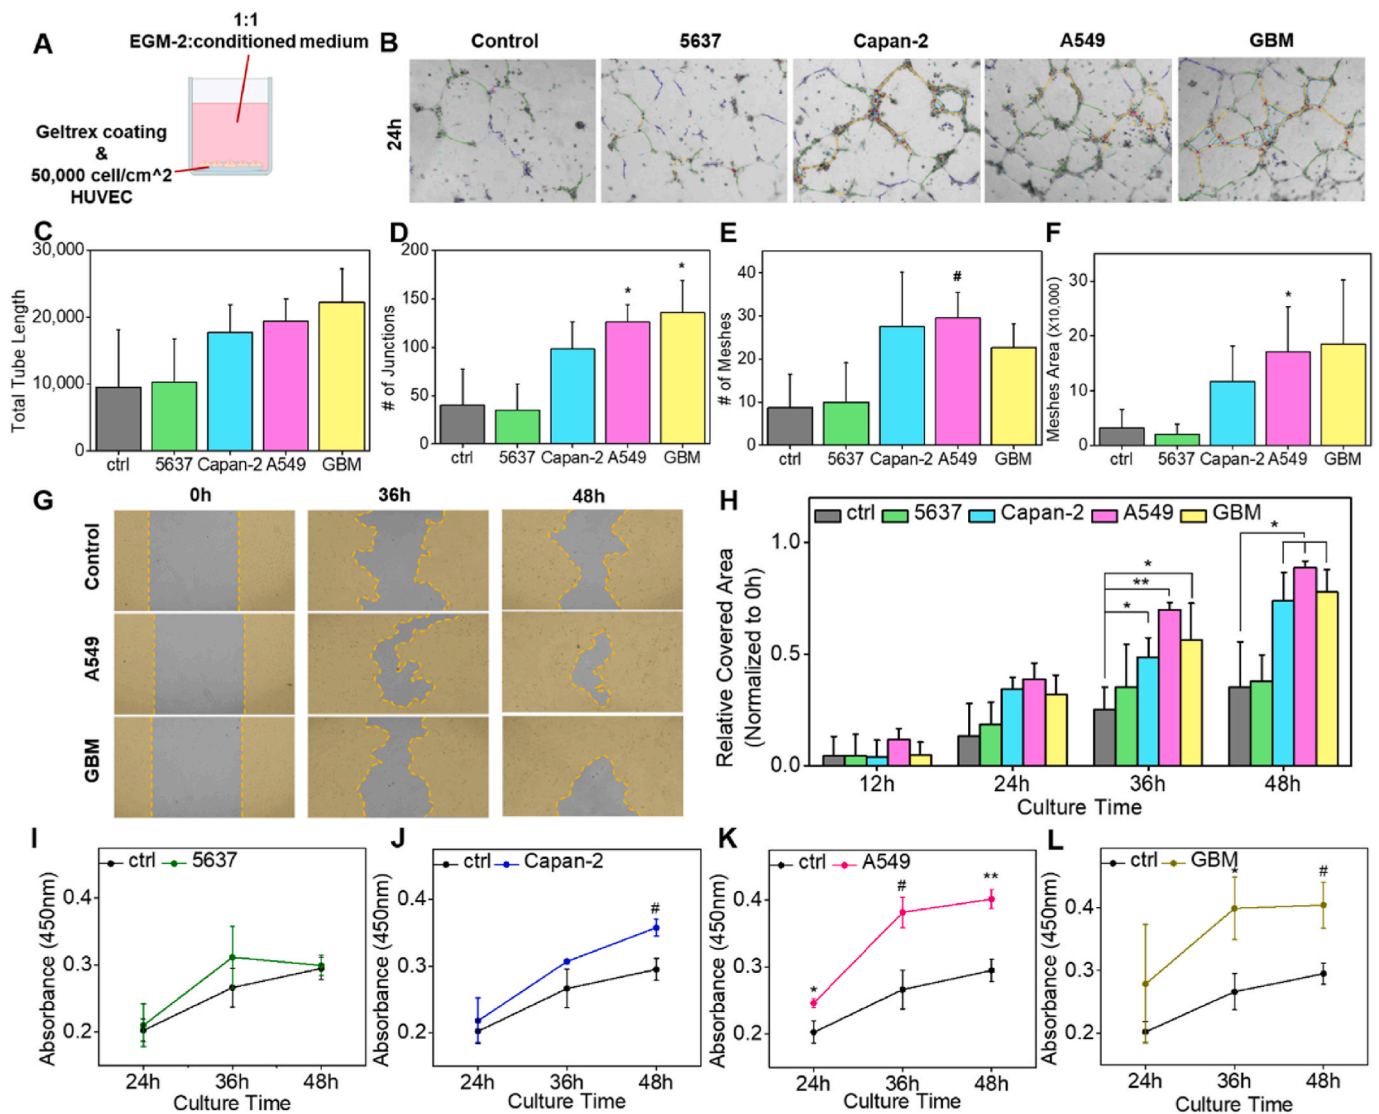 A
1:1
EGM-2:conditioned medium
Geltrex coating
&
50,000 cell/cm^2
HUVEC
B
Control 5637 Capan-2 A549 GBM
24h
C
Total Tube Length
30,000
20,000
10,000
0
ctrl 5637 Capan-2 A549 GBM
D
# of Junctions
200
150
100
50
0
* *
ctrl 5637 Capan-2 A549 GBM
E
# of Meshes
40
30
20
10
0
#
ctrl 5637 Capan-2 A549 GBM
F
Meshes Area (X10,000)
30
20
10
0
*
ctrl 5637 Capan-2 A549 GBM
G
0h 36h 48h
Control
A549
GBM
H
ctrl 5637 Capan-2 A549 GBM
Relative Covered Area
(Normalized to 0h)
1.0
0.5
0.0
*
**
*
*
12h 24h 36h 48h
Culture Time
I
ctrl 5637
Absorbance (450nm)
0.4
0.3
0.2
24h 36h 48h
Culture Time
J
ctrl Capan-2
Absorbance (450nm)
0.4
0.3
0.2
#
24h 36h 48h
Culture Time
K
ctrl A549
Absorbance (450nm)
0.4
0.3
0.2
* # **
24h 36h 48h
Culture Time
L
ctrl GBM
Absorbance (450nm)
0.4
0.3
0.2
* #
24h 36h 48h
Culture Time